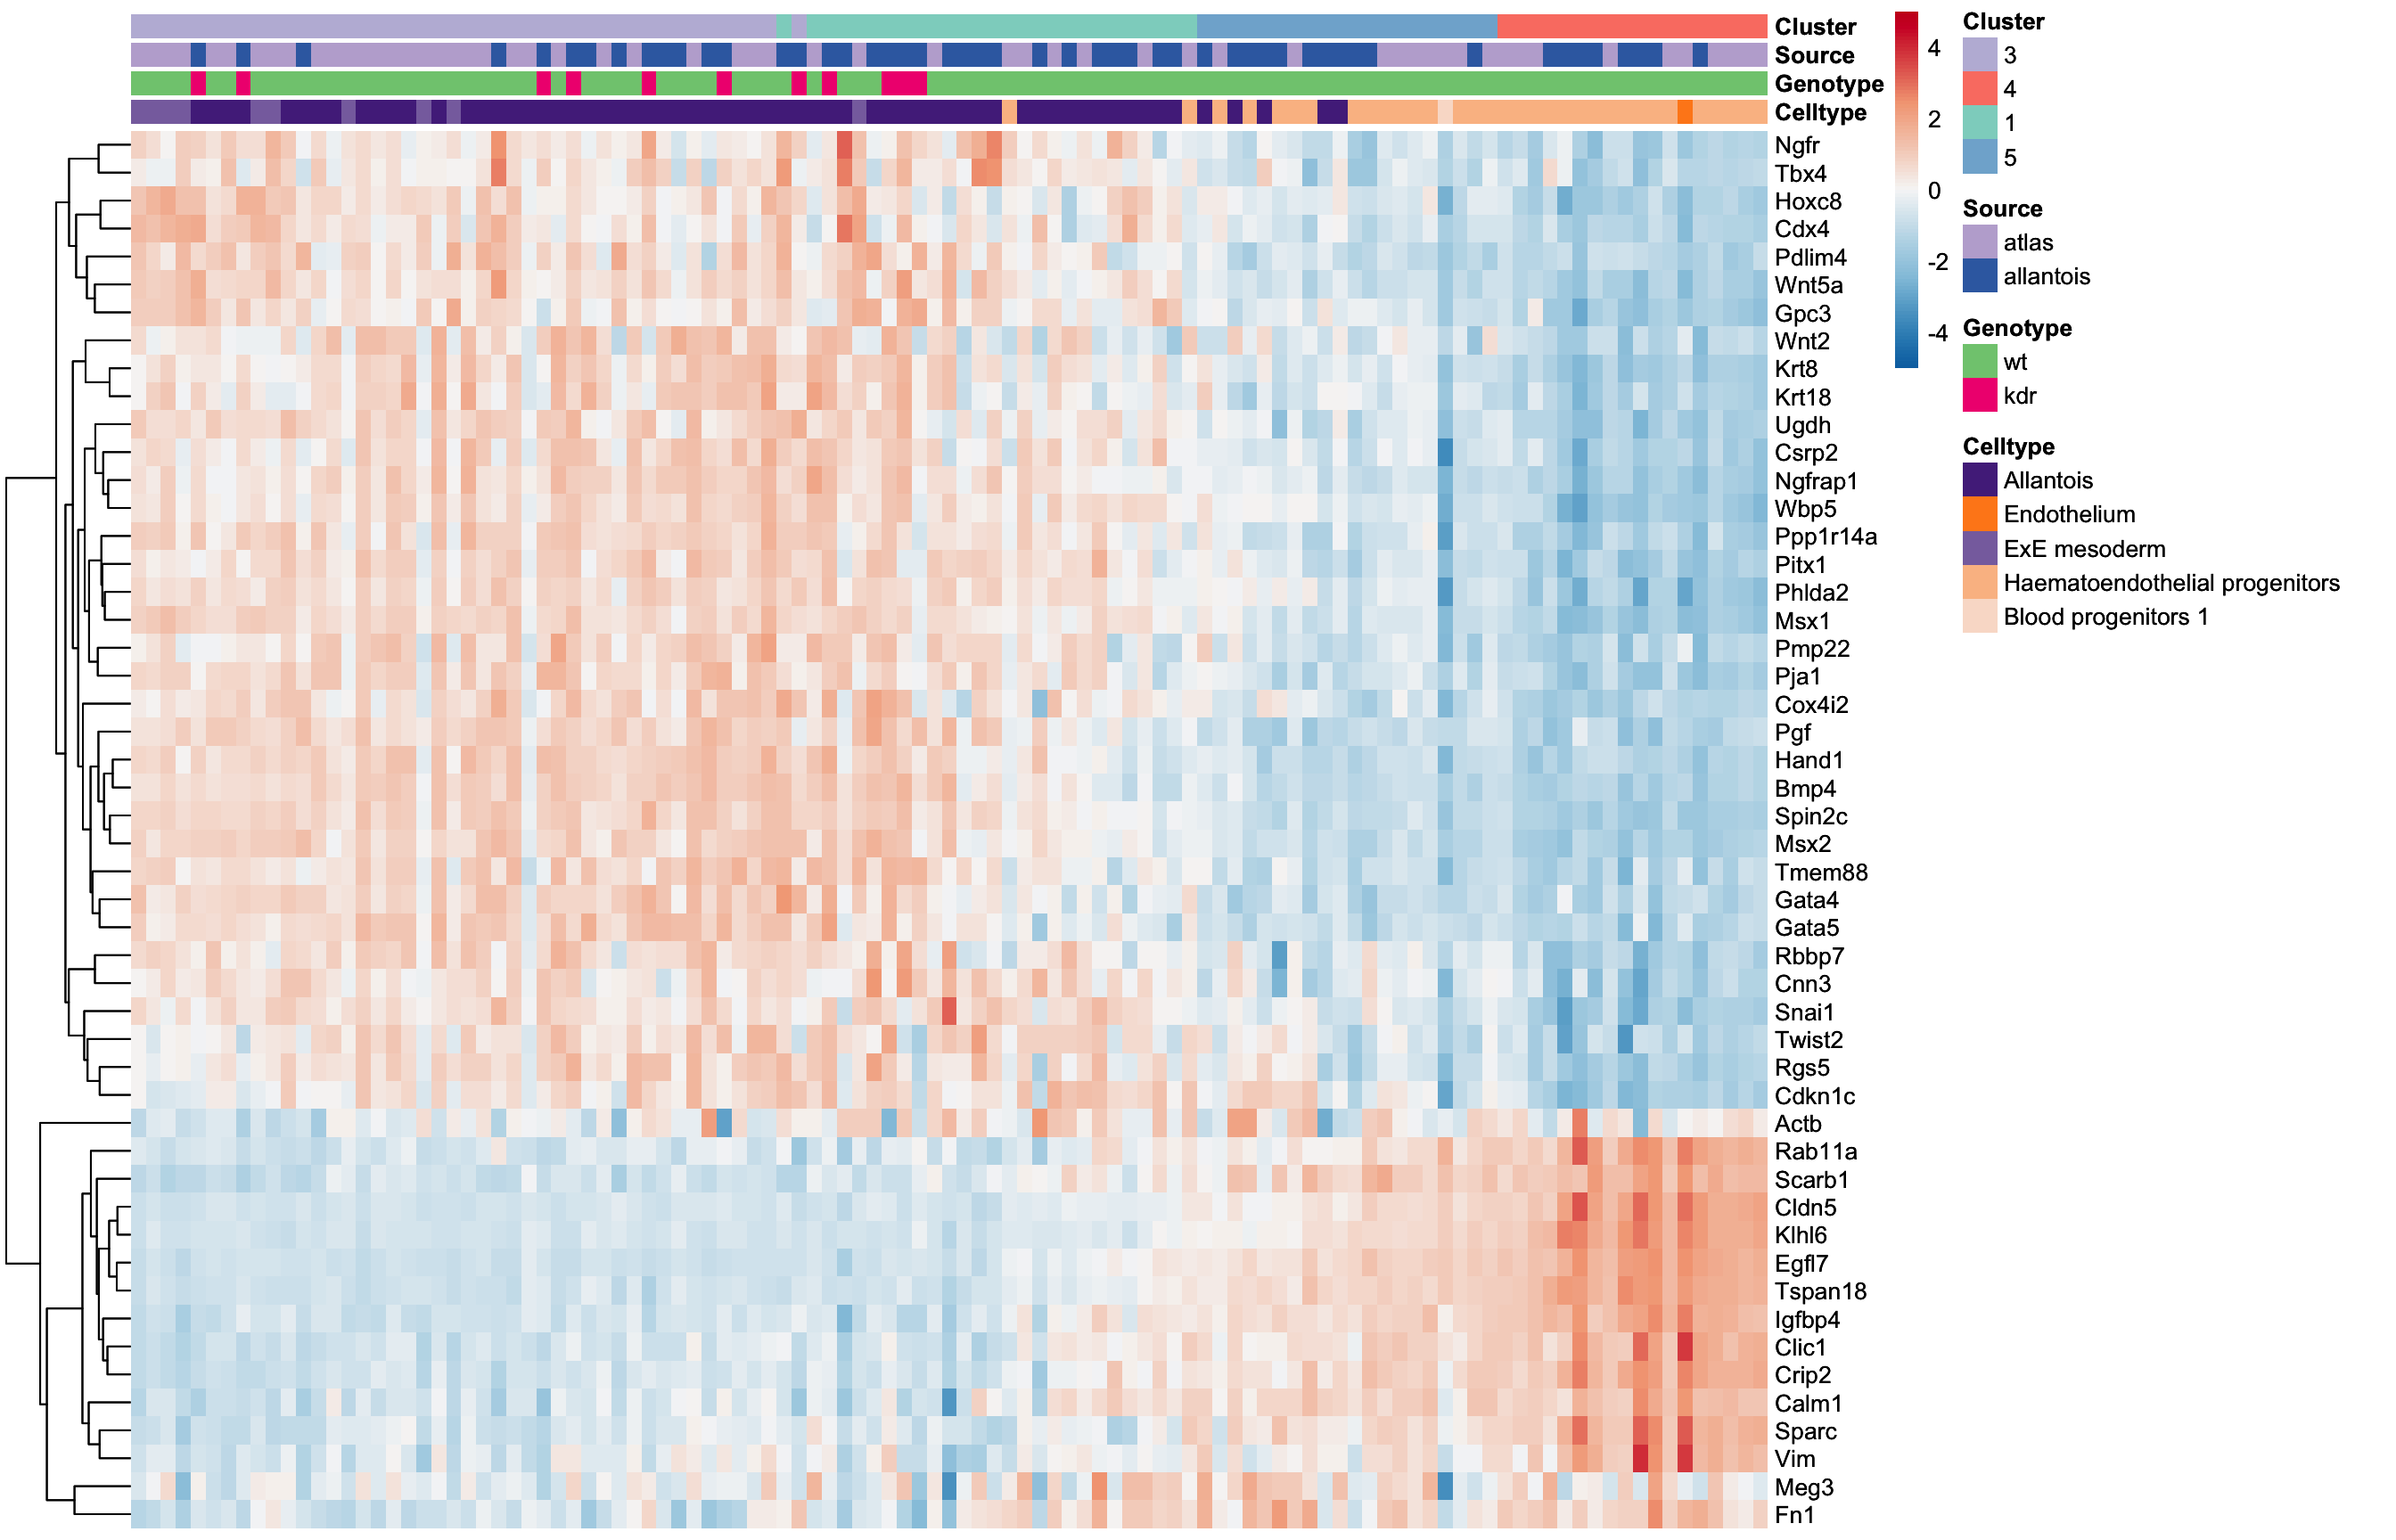 Cluster
Source
Genotype
Celltype
Ngfr
Tbx4
Hoxc8
Cdx4
Pdlim4
Wnt5a
Gpc3
Wnt2
Krt8
Krt18
Ugdh
Csrp2
Ngfrap1
Wbp5
Ppp1r14a
Pitx1
Phlda2
Msx1
Pmp22
Pja1
Cox4i2
Pgf
Hand1
Bmp4
Spin2c
Msx2
Tmem88
Gata4
Gata5
Rbbp7
Cnn3
Snai1
Twist2
Rgs5
Cdkn1c
Actb
Rab11a
Scarb1
Cldn5
Klhl6
Egfl7
Tspan18
Igfbp4
Clic1
Crip2
Calm1
Sparc
Vim
Meg3
Fn1
4
2
0
-2
-4
Cluster
3
4
1
5
Source
atlas
allantois
Genotype
wt
kdr
Celltype
Allantois
Endothelium
ExE mesoderm
Haematoendothelial progenitors
Blood progenitors 1